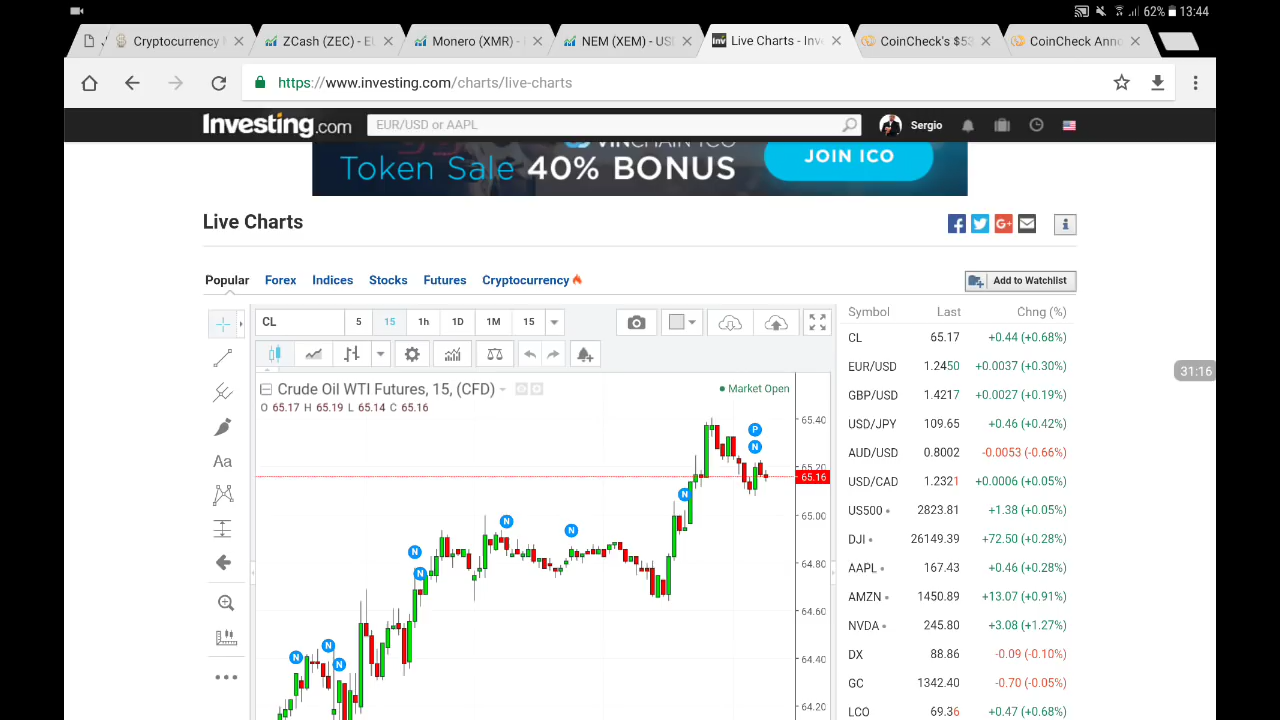 62% 13:44
Cryptocurrency
ZCash (ZEC) - E
Monero (XMR) -
NEM (XEM) - US
Live Charts - Inv
CoinCheck's $53
CoinCheck Anno
https://www.investing.com/charts/live-charts
Investing.com
EUR/USD or AAPL
Sergio
VINCHAIN ICO
Token Sale 40% BONUS
JOIN ICO
Live Charts
G+
i
Popular Forex Indices Stocks Futures Cryptocurrency
Add to Watchlist
CL 5 15 1h 1D 1M 15
Crude Oil WTI Futures, 15, (CFD)
Market Open
O 65.17 H 65.19 L 65.14 C 65.16
Aa
P
N
N
N
N
N
N
N
N
N
65.40
65.20
65.16
65.00
64.80
64.60
64.40
64.20
Symbol Last Chng (%)
CL 65.17 +0.44 (+0.68%)
EUR/USD 1.2450 +0.0037 (+0.30%)
GBP/USD 1.4217 +0.0027 (+0.19%)
USD/JPY 109.65 +0.46 (+0.42%)
AUD/USD 0.8002 -0.0053 (-0.66%)
USD/CAD 1.2321 +0.0006 (+0.05%)
US500 2823.81 +1.38 (+0.05%)
DJI 26149.39 +72.50 (+0.28%)
AAPL 167.43 +0.46 (+0.28%)
AMZN 1450.89 +13.07 (+0.91%)
NVDA 245.80 +3.08 (+1.27%)
DX 88.86 -0.09 (-0.10%)
GC 1342.40 -0.70 (-0.05%)
LCO 69.36 +0.47 (+0.68%)
31:16